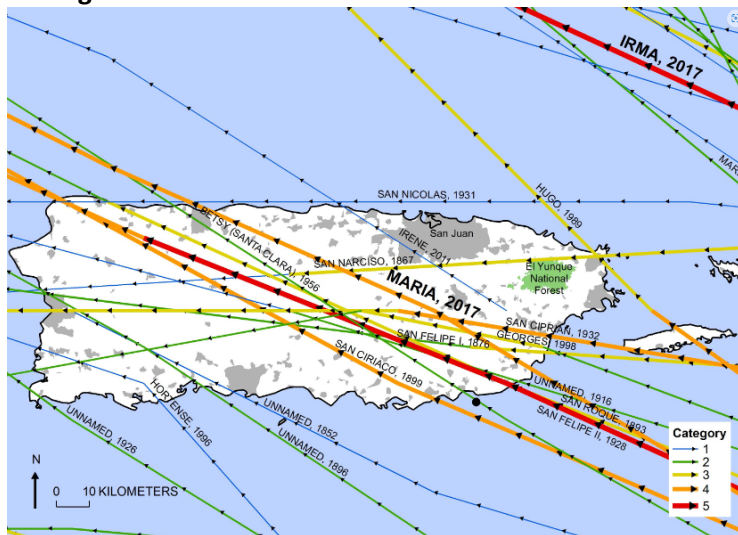 IRMA, 2017
MAR
SAN NICOLAS, 1931
HUGO, 1989
BETSY (SANTA CLARA), 1956
IRENE, 2011
San Juan
SAN NARCISO, 1867
El Yunque
National
Forest
MARIA, 2017
SAN CIPRIAN, 1932
GEORGES, 1998
SAN FELIPE I, 1876
SAN CIRIACO, 1899
UNNAMED, 1916
SAN ROQUE, 1893
SAN FELIPE II, 1928
HORTENSE, 1996
UNNAMED, 1926
UNNAMED, 1852
UNNAMED, 1896
N
0 10 KILOMETERS
Category
1
2
3
4
5